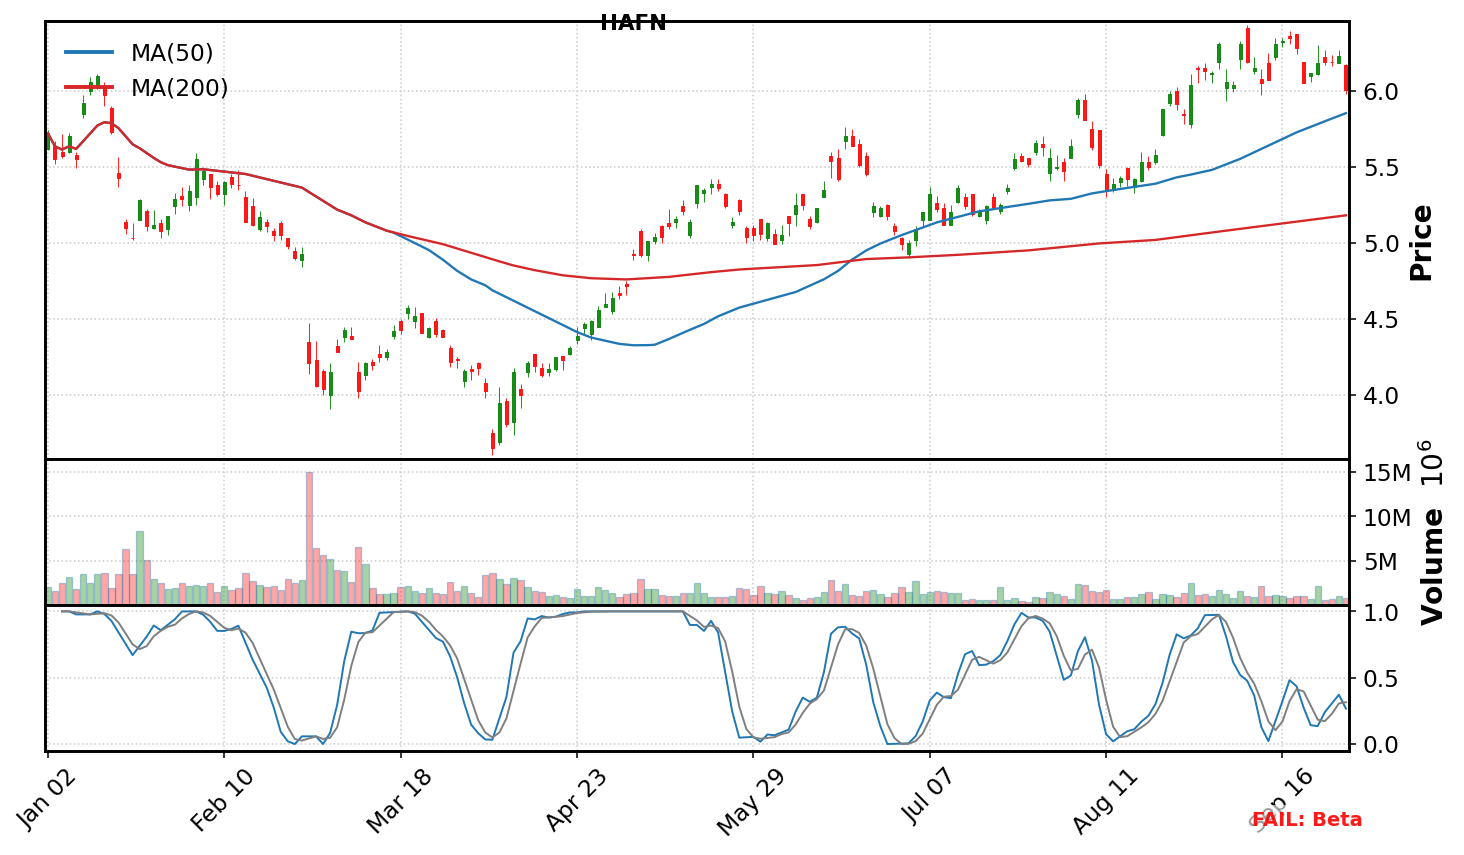 HAFN
MA(50)
MA(200)
6.0
5.5
5.0
4.5
4.0
Price
15M
10M
5M
Volume 10^6
1.0
0.5
0.0
Jan 02
Feb 10
Mar 18
Apr 23
May 29
Jul 07
Aug 11
Sep 16
FAIL: Beta